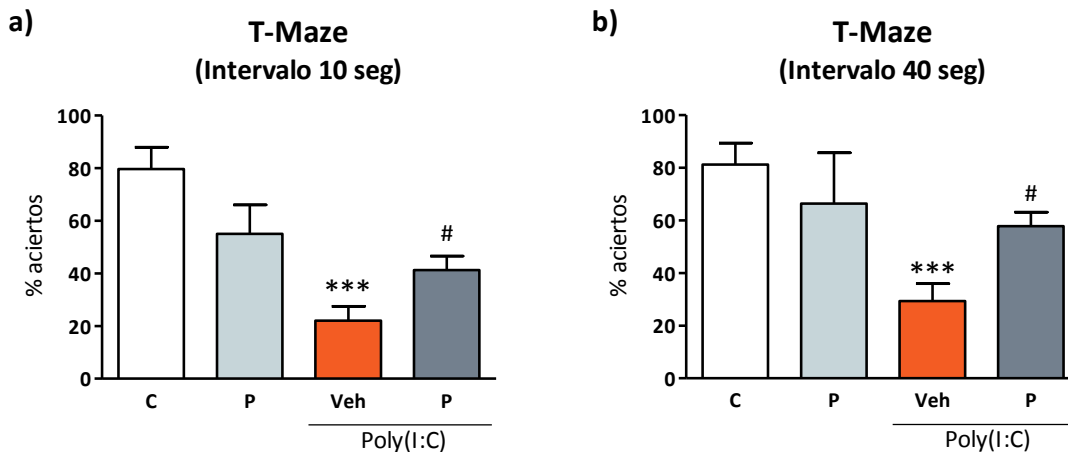 a)
T-Maze
(Intervalo 10 seg)
% aciertos
100
80
60
40
20
0
***
#
C P Veh P
Poly(I:C)
b)
T-Maze
(Intervalo 40 seg)
% aciertos
100
80
60
40
20
0
***
#
C P Veh P
Poly(I:C)